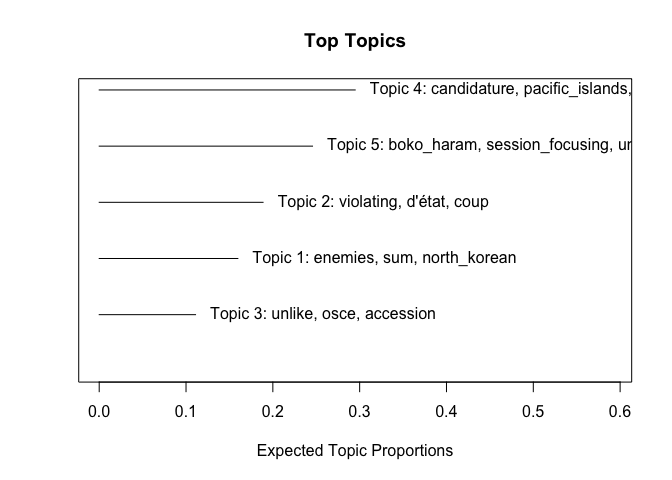 Top Topics
Topic 4: candidature, pacific_islands,
Topic 5: boko_haram, session_focusing,
Topic 2: violating, d'état, coup
Topic 1: enemies, sum, north_korean
Topic 3: unlike, osce, accession
0.0 0.1 0.2 0.3 0.4 0.5 0.6
Expected Topic Proportions